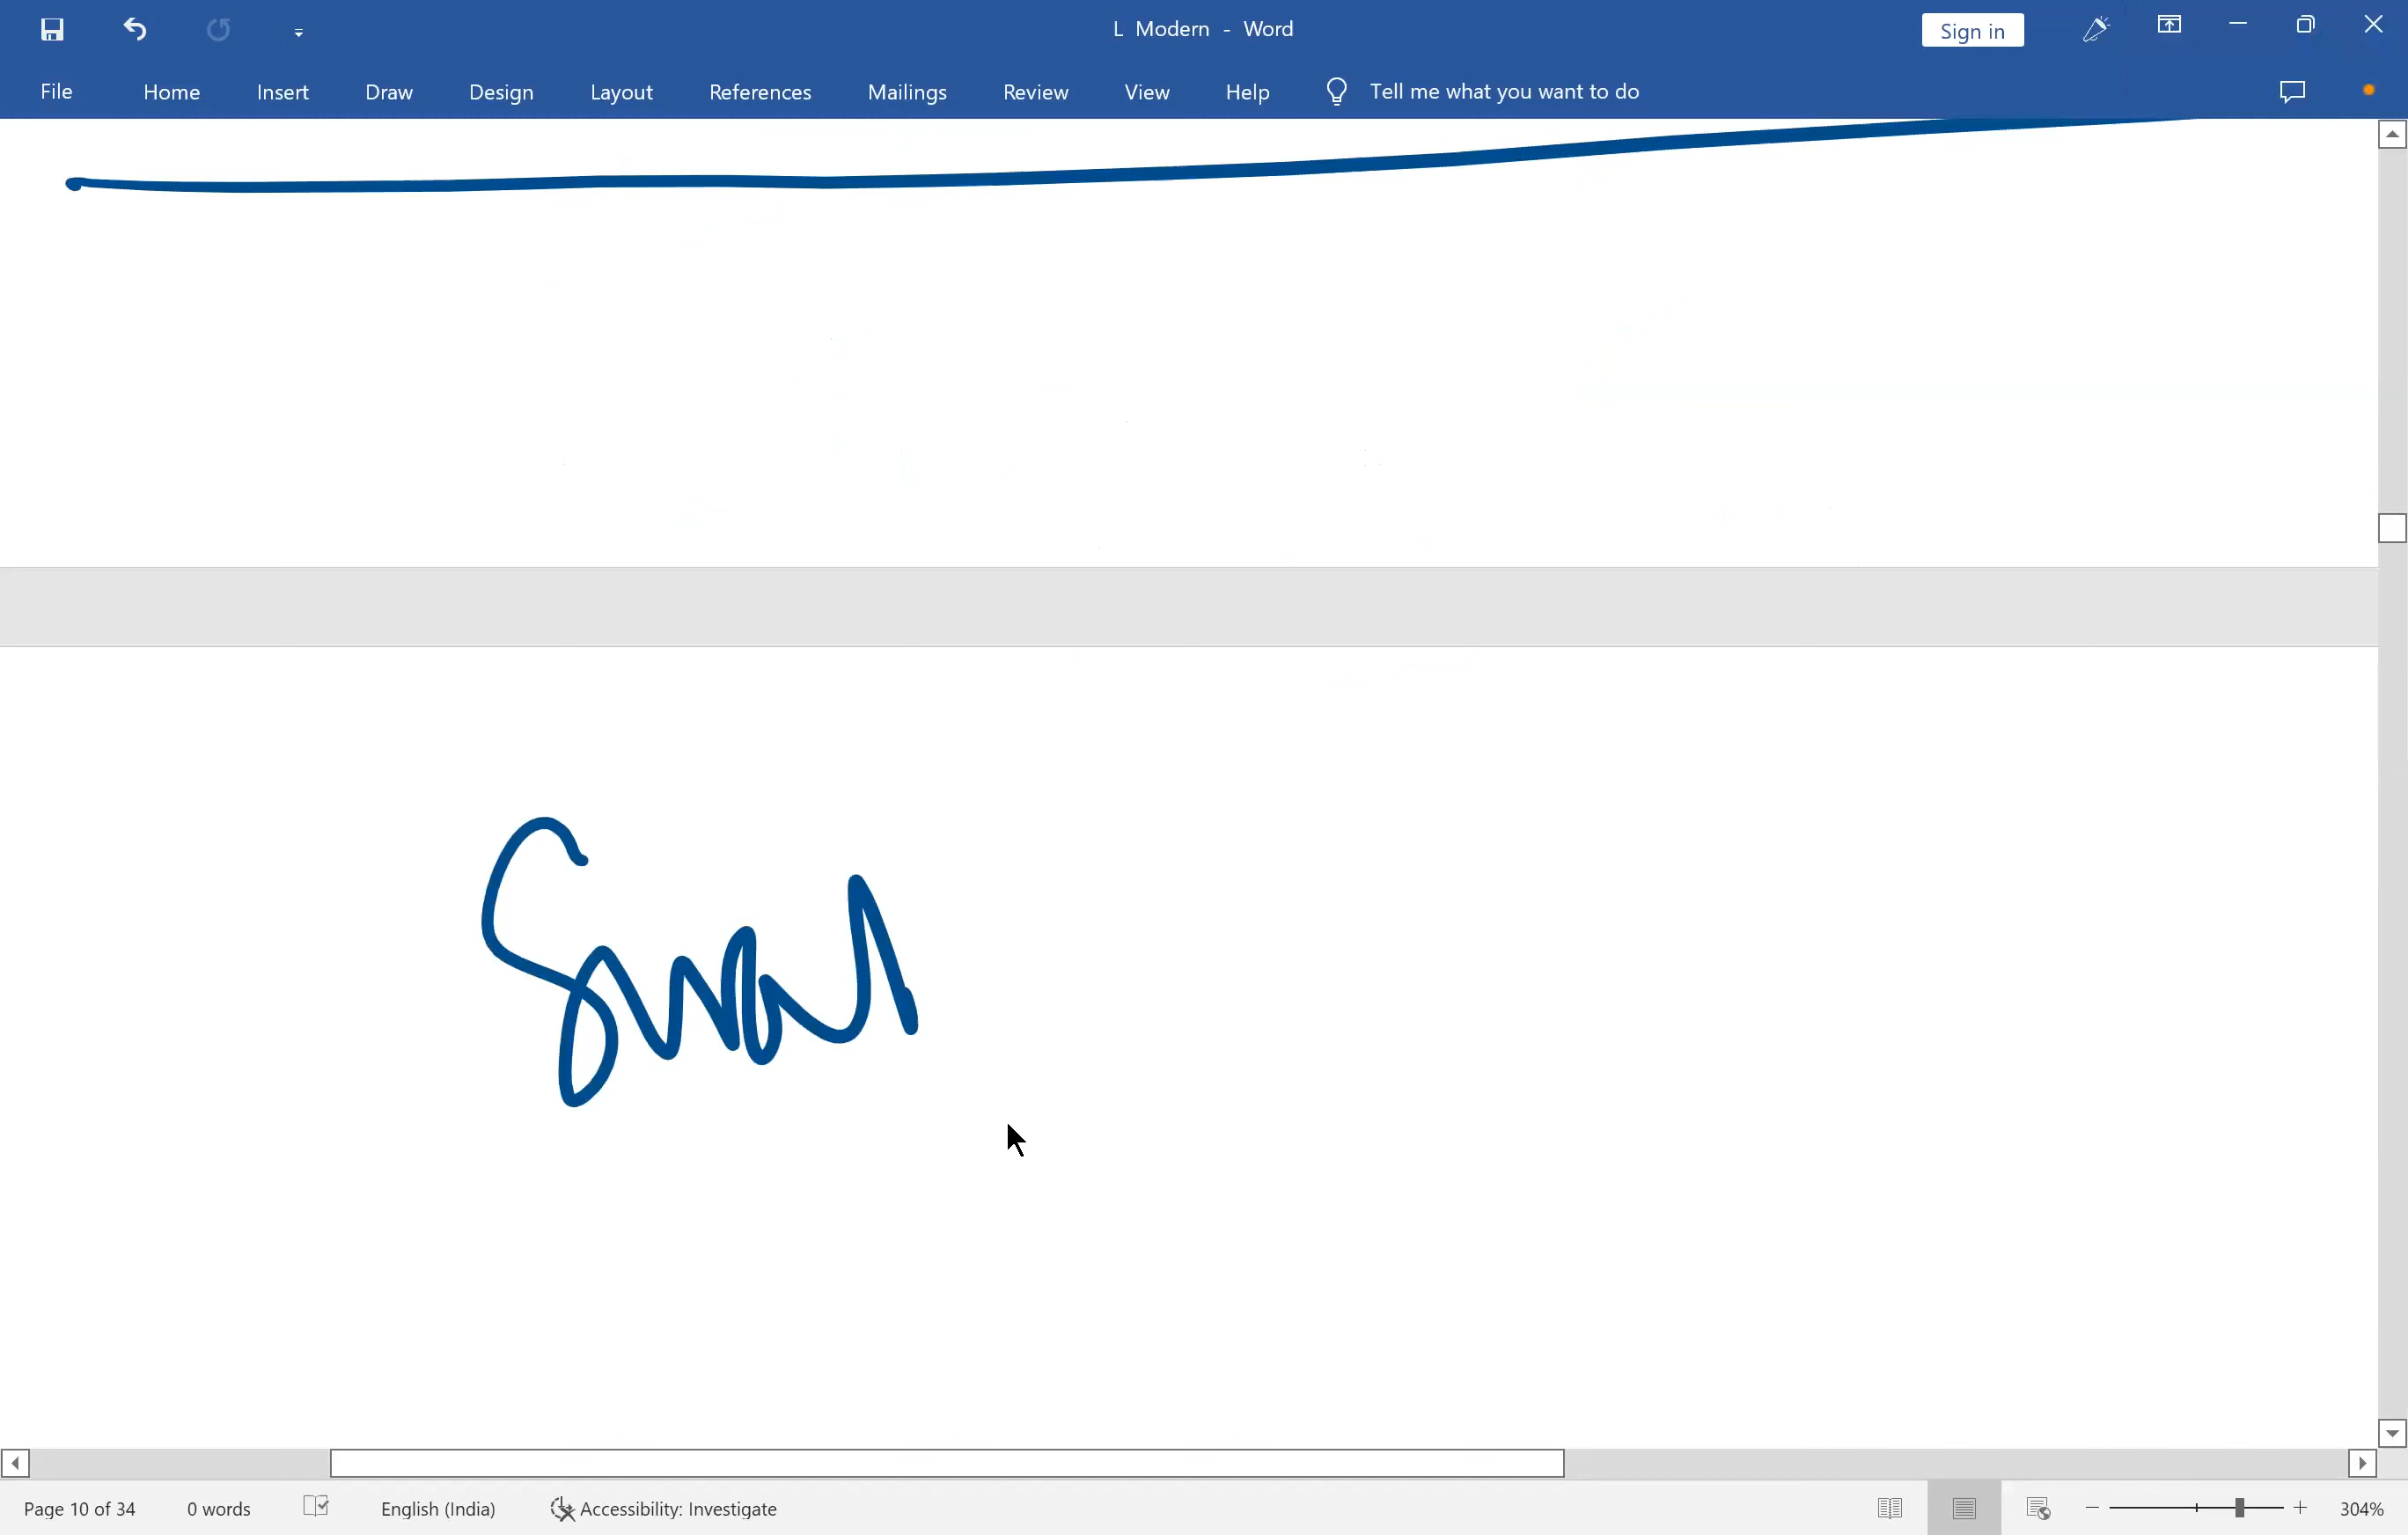 L Modern - Word
Sign in
File Home Insert Draw Design Layout References Mailings Review View Help Tell me what you want to do
Page 10 of 34 0 words English (India) Accessibility: Investigate 304%